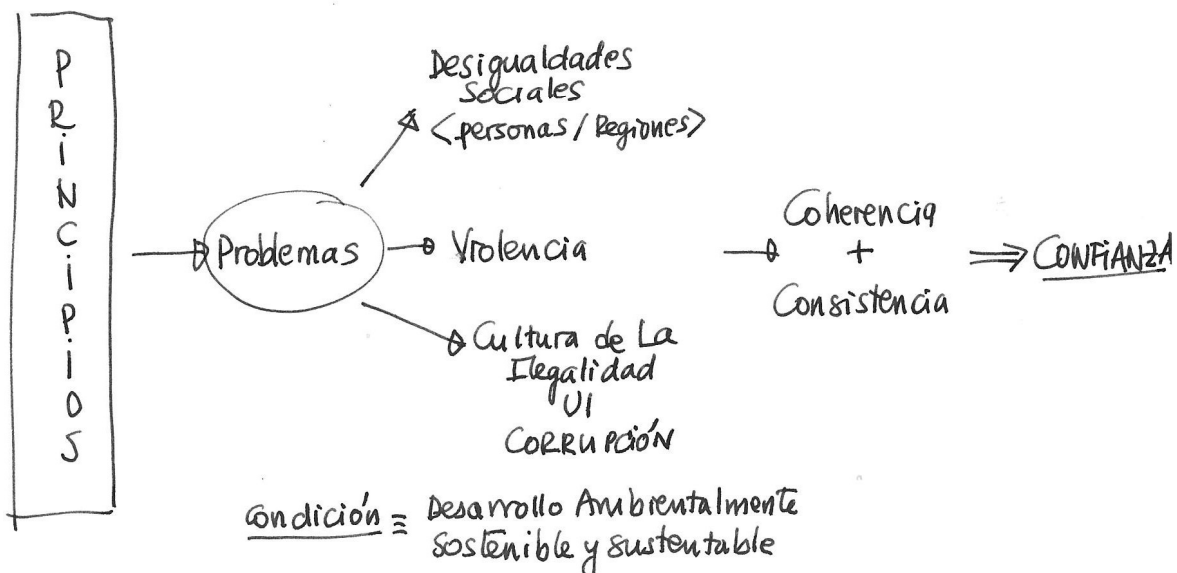 PRINCIPIOS
Desigualdades
Sociales
<personas / Regiones>
Problemas
Violencia
Coherencia
+
Consistencia
CONFIANZA
Cultura de La
Ilegalidad
UI
CORRUPCIÓN
Condición ≡ Desarrollo Ambientalmente
Sostenible y sustentable